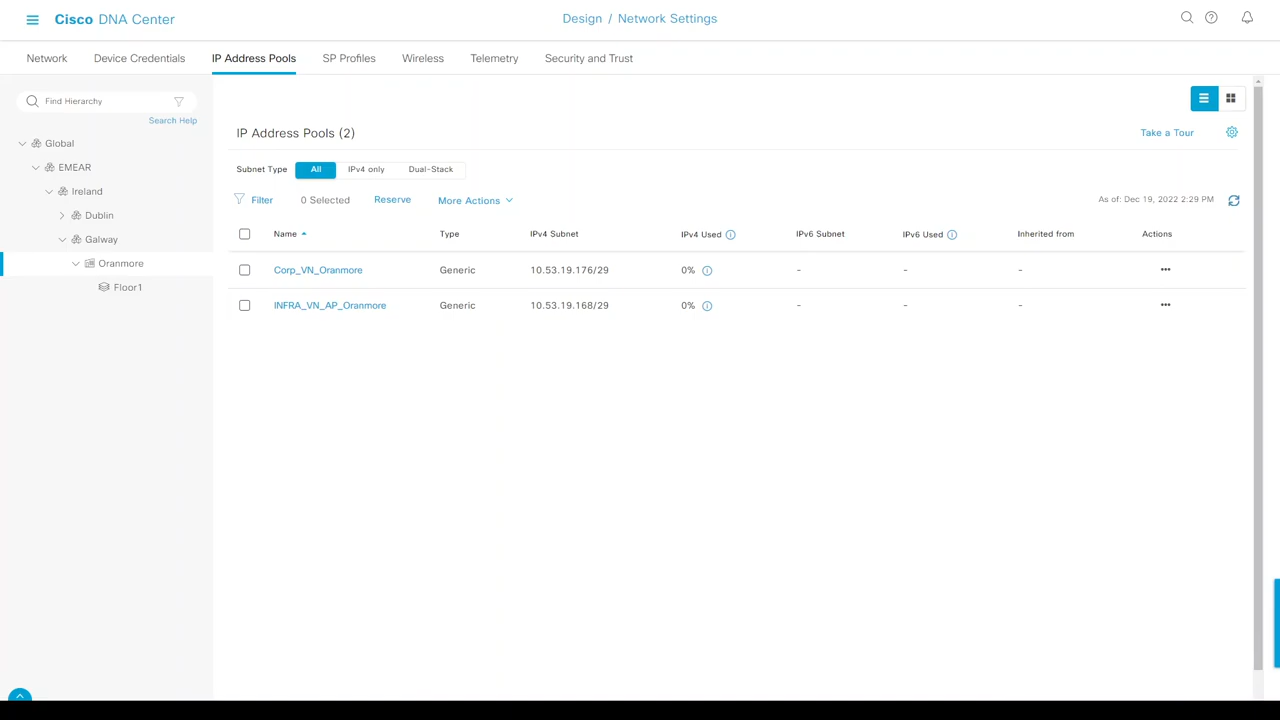 Cisco DNA Center
Design / Network Settings
Network Device Credentials IP Address Pools SP Profiles Wireless Telemetry Security and Trust
Find Hierarchy
Search Help
Global
EMEAR
Ireland
Dublin
Galway
Oranmore
Floor1
IP Address Pools (2)
Take a Tour
Subnet Type All IPv4 only Dual-Stack
Filter 0 Selected Reserve More Actions As of: Dec 19, 2022 2:29 PM
Name Type IPv4 Subnet IPv4 Used IPv6 Subnet IPv6 Used Inherited from Actions
Corp_VN_Oranmore Generic 10.53.19.176/29 0% - - - •••
INFRA_VN_AP_Oranmore Generic 10.53.19.168/29 0% - - - •••